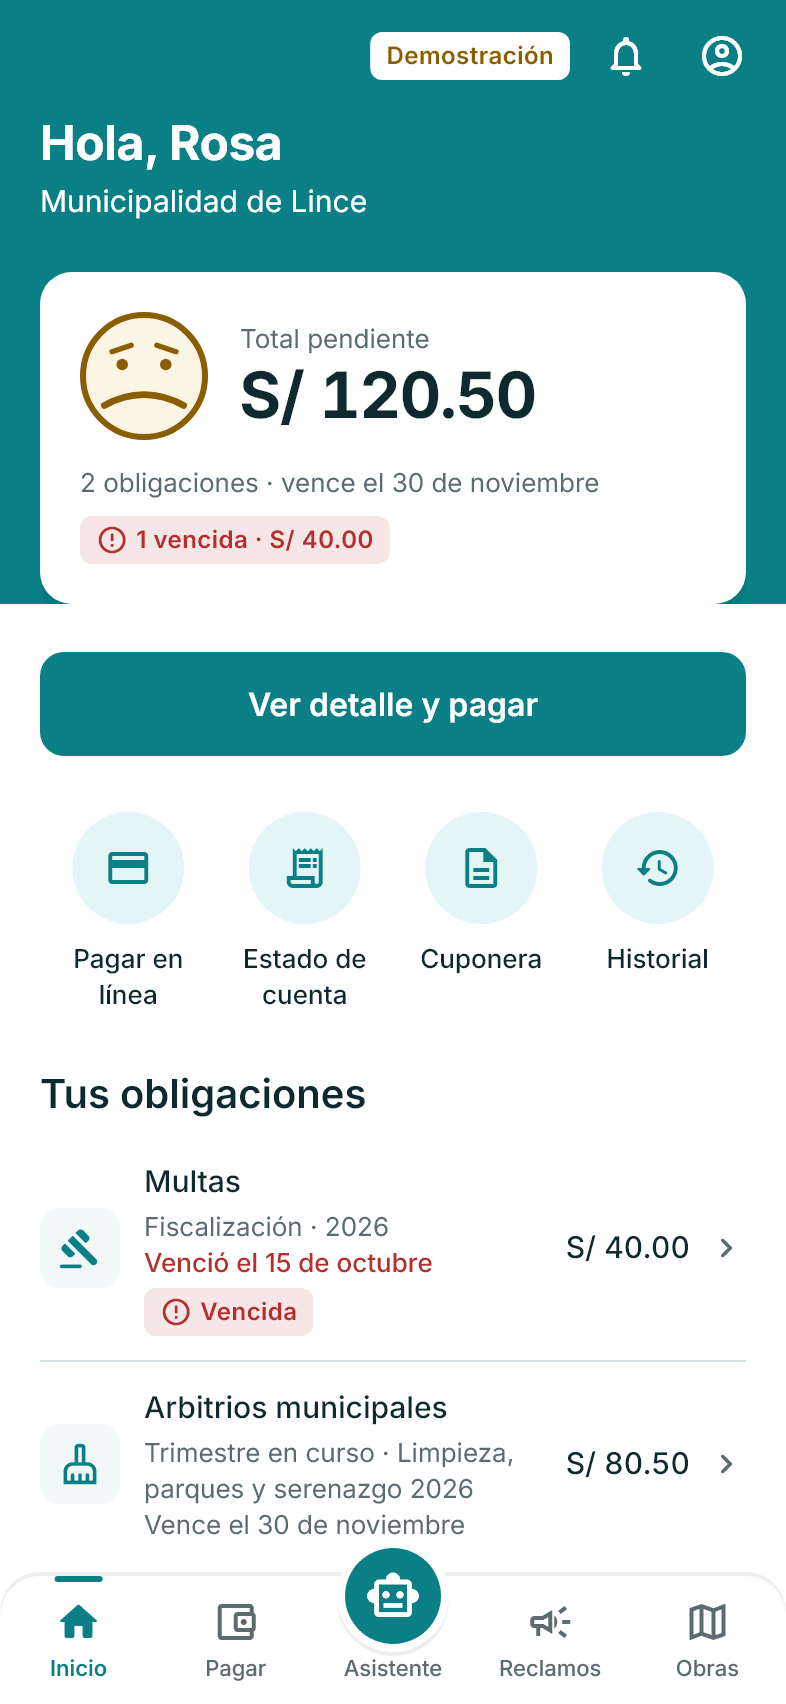 Demostración
Hola, Rosa
Municipalidad de Lince
Total pendiente
S/ 120.50
2 obligaciones · vence el 30 de noviembre
1 vencida · S/ 40.00
Ver detalle y pagar
Pagar en
línea
Estado de
cuenta
Cuponera
Historial
Tus obligaciones
Multas
Fiscalización · 2026
Venció el 15 de octubre
Vencida
S/ 40.00
Arbitrios municipales
Trimestre en curso · Limpieza,
parques y serenazgo 2026
Vence el 30 de noviembre
S/ 80.50
Inicio
Pagar
Asistente
Reclamos
Obras